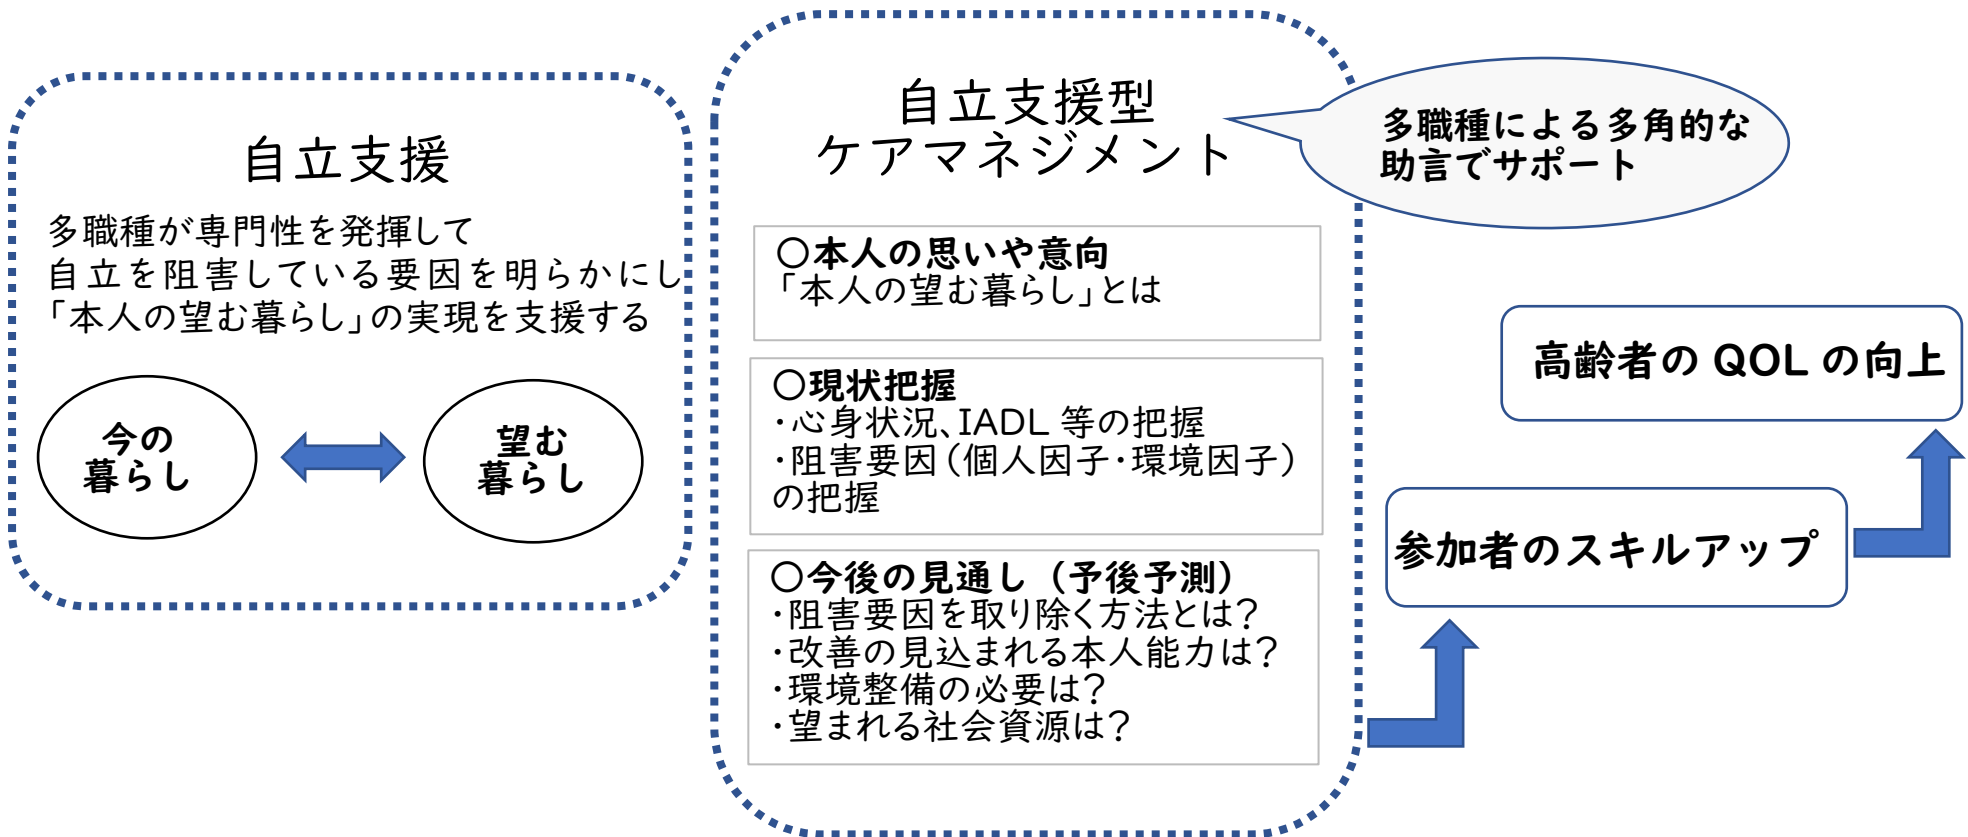 自立支援
多職種が専門性を発揮して
自立を阻害している要因を明らかにし
「本人の望む暮らし」の実現を支援する
今の
暮らし
望む
暮らし
自立支援型
ケアマネジメント
多職種による多角的な
助言でサポート
〇本人の思いや意向
「本人の望む暮らし」とは
〇現状把握
・心身状況、IADL 等の把握
・阻害要因（個人因子・環境因子）
の把握
〇今後の見通し（予後予測）
・阻害要因を取り除く方法とは？
・改善の見込まれる本人能力は？
・環境整備の必要は？
・望まれる社会資源は？
参加者のスキルアップ
高齢者の QOL の向上